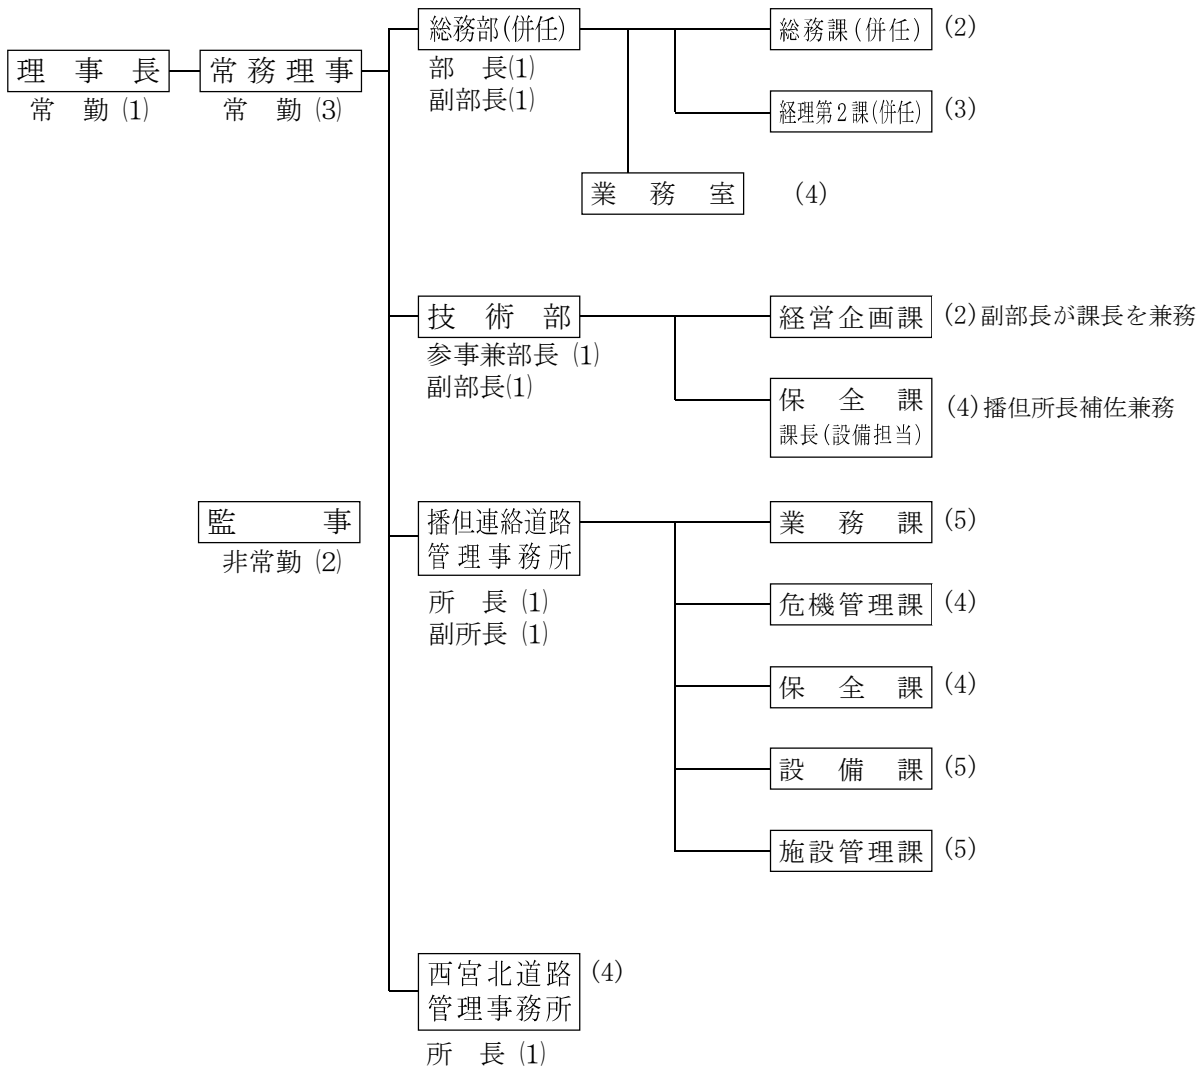 理事長
常勤 (1)
常務理事
常勤 (3)
監事
非常勤 (2)
総務部(併任)
部長(1)
副部長(1)
総務課(併任) (2)
経理第2課(併任) (3)
業務室 (4)
技術部
参事兼部長 (1)
副部長(1)
経営企画課 (2)副部長が課長を兼務
保全課
課長(設備担当)
(4)播但所長補佐兼務
播但連絡道路
管理事務所
所長 (1)
副所長 (1)
業務課 (5)
危機管理課 (4)
保全課 (4)
設備課 (5)
施設管理課 (5)
西宮北道路
管理事務所
(4)
所長 (1)